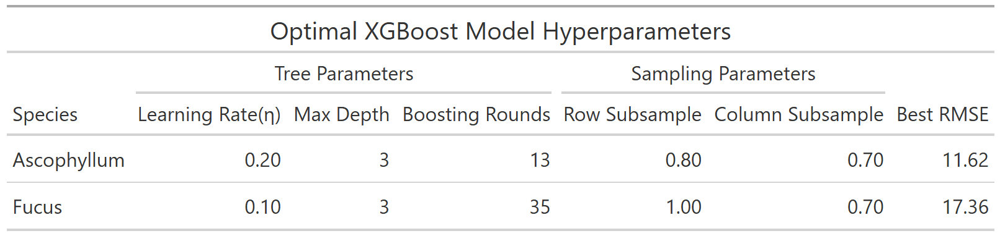 Optimal XGBoost Model Hyperparameters
Tree Parameters Sampling Parameters
Species Learning Rate(η) Max Depth Boosting Rounds Row Subsample Column Subsample Best RMSE
Ascophyllum 0.20 3 13 0.80 0.70 11.62
Fucus 0.10 3 35 1.00 0.70 17.36